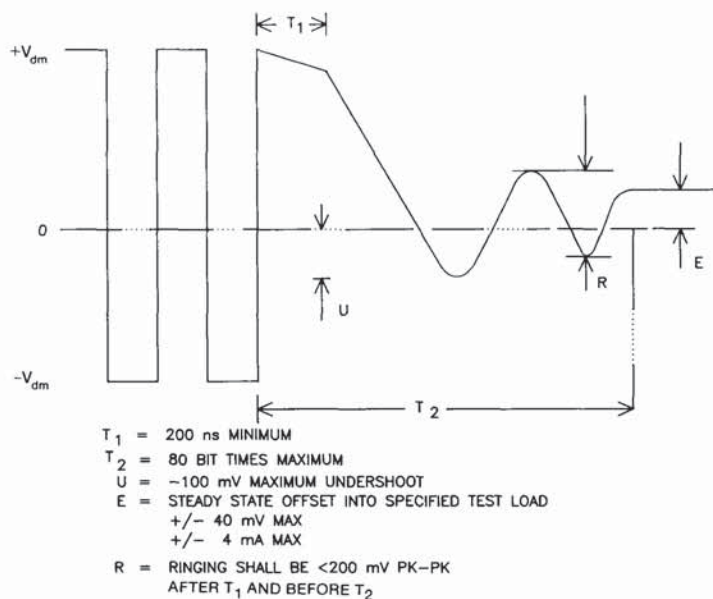 T1
+Vdm
0
U
R
E
-Vdm
T2
T1 = 200 ns MINIMUM
T2 = 80 BIT TIMES MAXIMUM
U = -100 mV MAXIMUM UNDERSHOOT
E = STEADY STATE OFFSET INTO SPECIFIED TEST LOAD
+/- 40 mV MAX
+/- 4 mA MAX
R = RINGING SHALL BE <200 mV PK-PK
AFTER T1 AND BEFORE T2